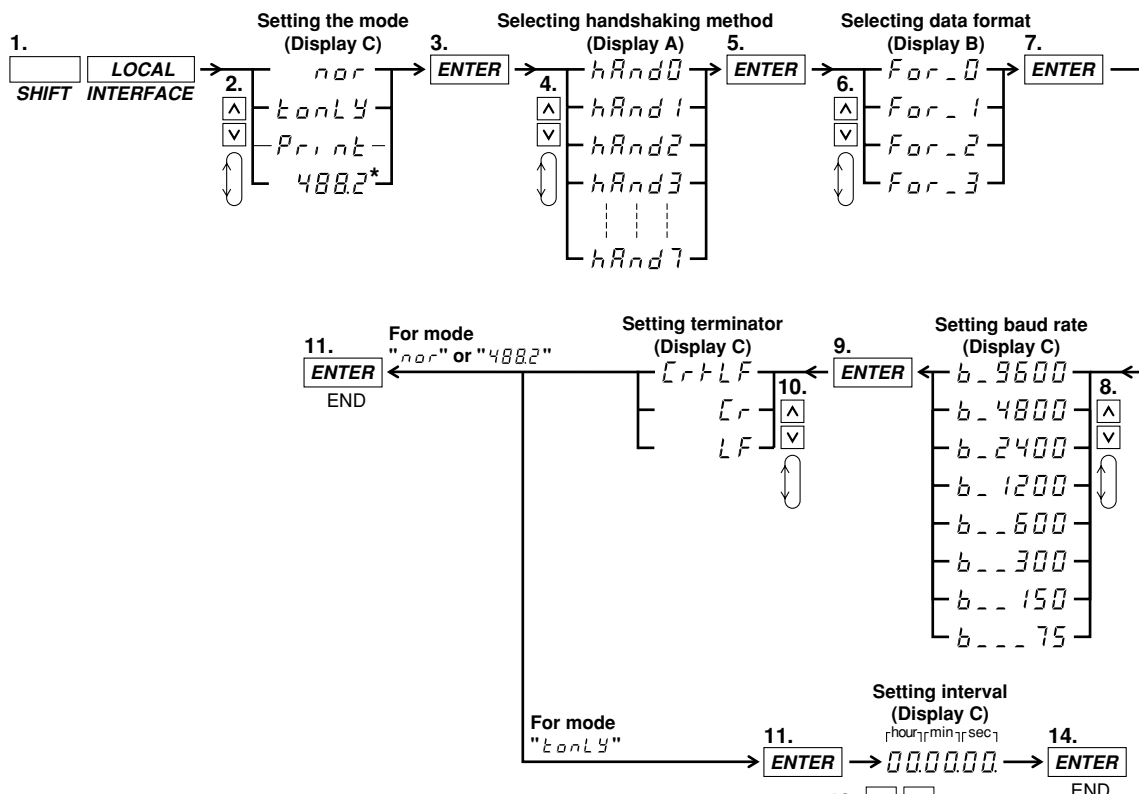 Setting the mode
(Display C)
1.
LOCAL
SHIFT INTERFACE
2.
nor
tonLY
Print
488.2*
3.
ENTER
Selecting handshaking method
(Display A)
4.
hAnd0
hAnd1
hAnd2
hAnd3
hAnd7
5.
ENTER
Selecting data format
(Display B)
6.
For_0
For_1
For_2
For_3
7.
ENTER
Setting baud rate
(Display C)
8.
b_9600
b_4800
b_2400
b_1200
b__600
b__300
b__150
b___75
9.
ENTER
Setting terminator
(Display C)
10.
Cr+LF
Cr
LF
For mode
"nor" or "488.2"
11.
ENTER
END
For mode
"tonLY"
11.
ENTER
Setting interval
(Display C)
hour min sec
00.00.00.
14.
ENTER
END